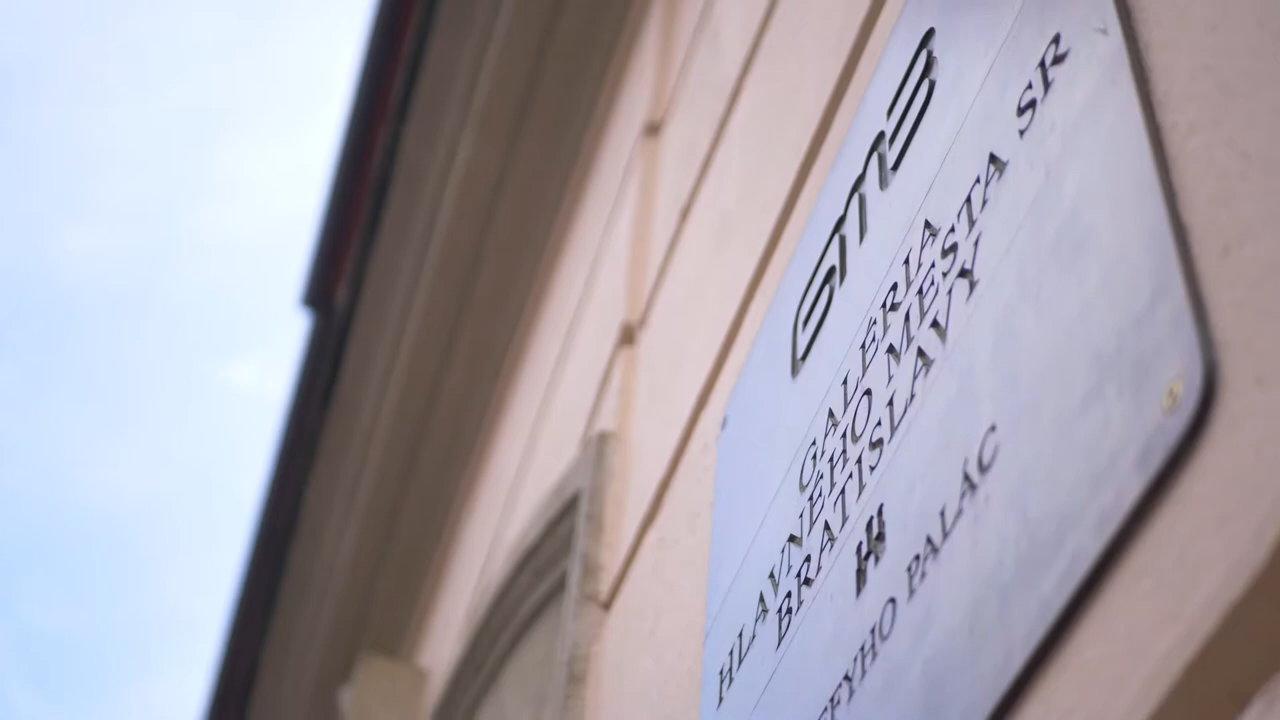 GMB
GALÉRIA
HLAVNÉHO MESTA SR
BRATISLAVY
PALÁC